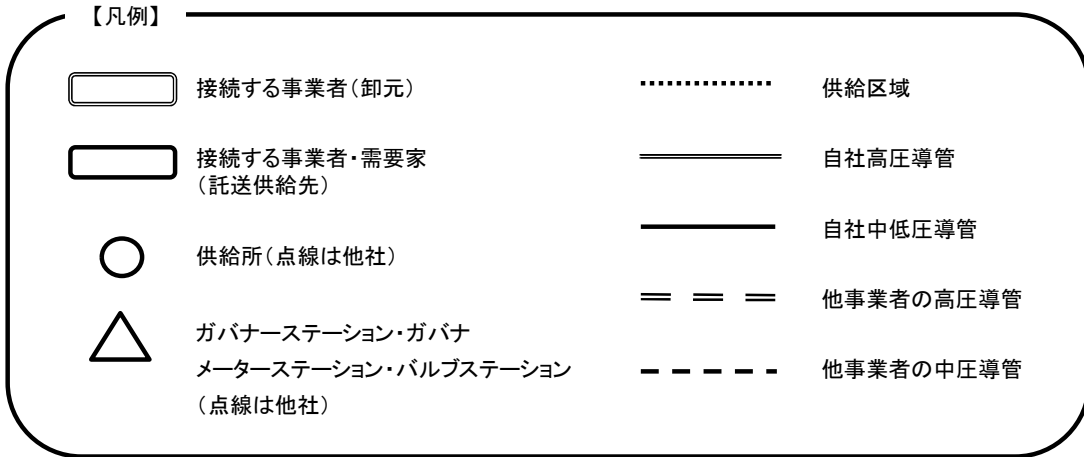 【凡例】
接続する事業者(卸元)
接続する事業者・需要家
(託送供給先)
供給所(点線は他社)
ガバナーステーション・ガバナ
メーターステーション・バルブステーション
(点線は他社)
供給区域
自社高圧導管
自社中低圧導管
他事業者の高圧導管
他事業者の中圧導管